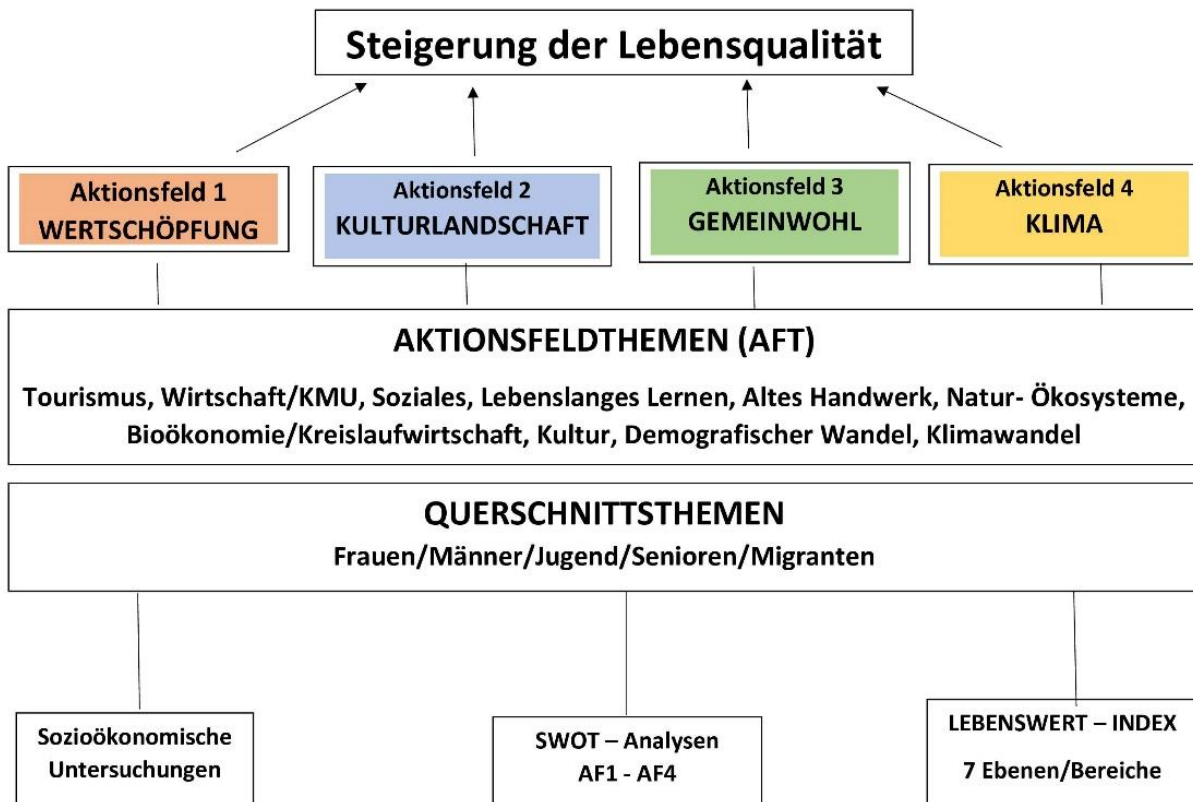 Steigerung der Lebensqualität
Aktionsfeld 1
WERTSCHÖPFUNG
Aktionsfeld 2
KULTURLANDSCHAFT
Aktionsfeld 3
GEMEINWOHL
Aktionsfeld 4
KLIMA
AKTIONSFELDTHEMEN (AFT)
Tourismus, Wirtschaft/KMU, Soziales, Lebenslanges Lernen, Altes Handwerk, Natur- Ökosysteme,
Bioökonomie/Kreislaufwirtschaft, Kultur, Demografischer Wandel, Klimawandel
QUERSCHNITTSTHEMEN
Frauen/Männer/Jugend/Senioren/Migranten
Sozioökonomische
Untersuchungen
SWOT – Analysen
AF1 - AF4
LEBENSWERT – INDEX
7 Ebenen/Bereiche